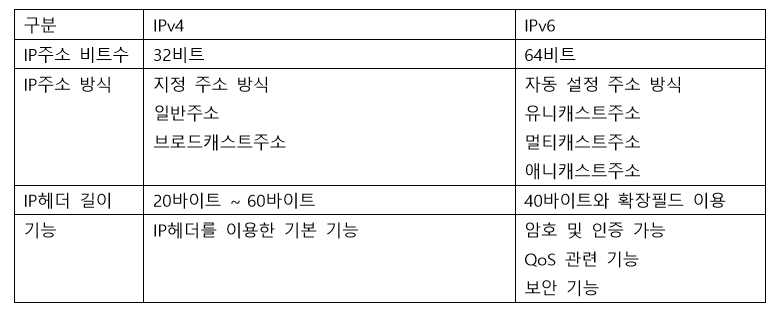 구분 IPv4 IPv6
IP주소 비트수 32비트 64비트
IP주소 방식 지정 주소 방식 자동 설정 주소 방식
일반주소 유니캐스트주소
브로드캐스트주소 멀티캐스트주소
애니캐스트주소
IP헤더 길이 20바이트 ~ 60바이트 40바이트와 확장필드 이용
기능 IP헤더를 이용한 기본 기능 암호 및 인증 가능
QoS 관련 기능
보안 기능